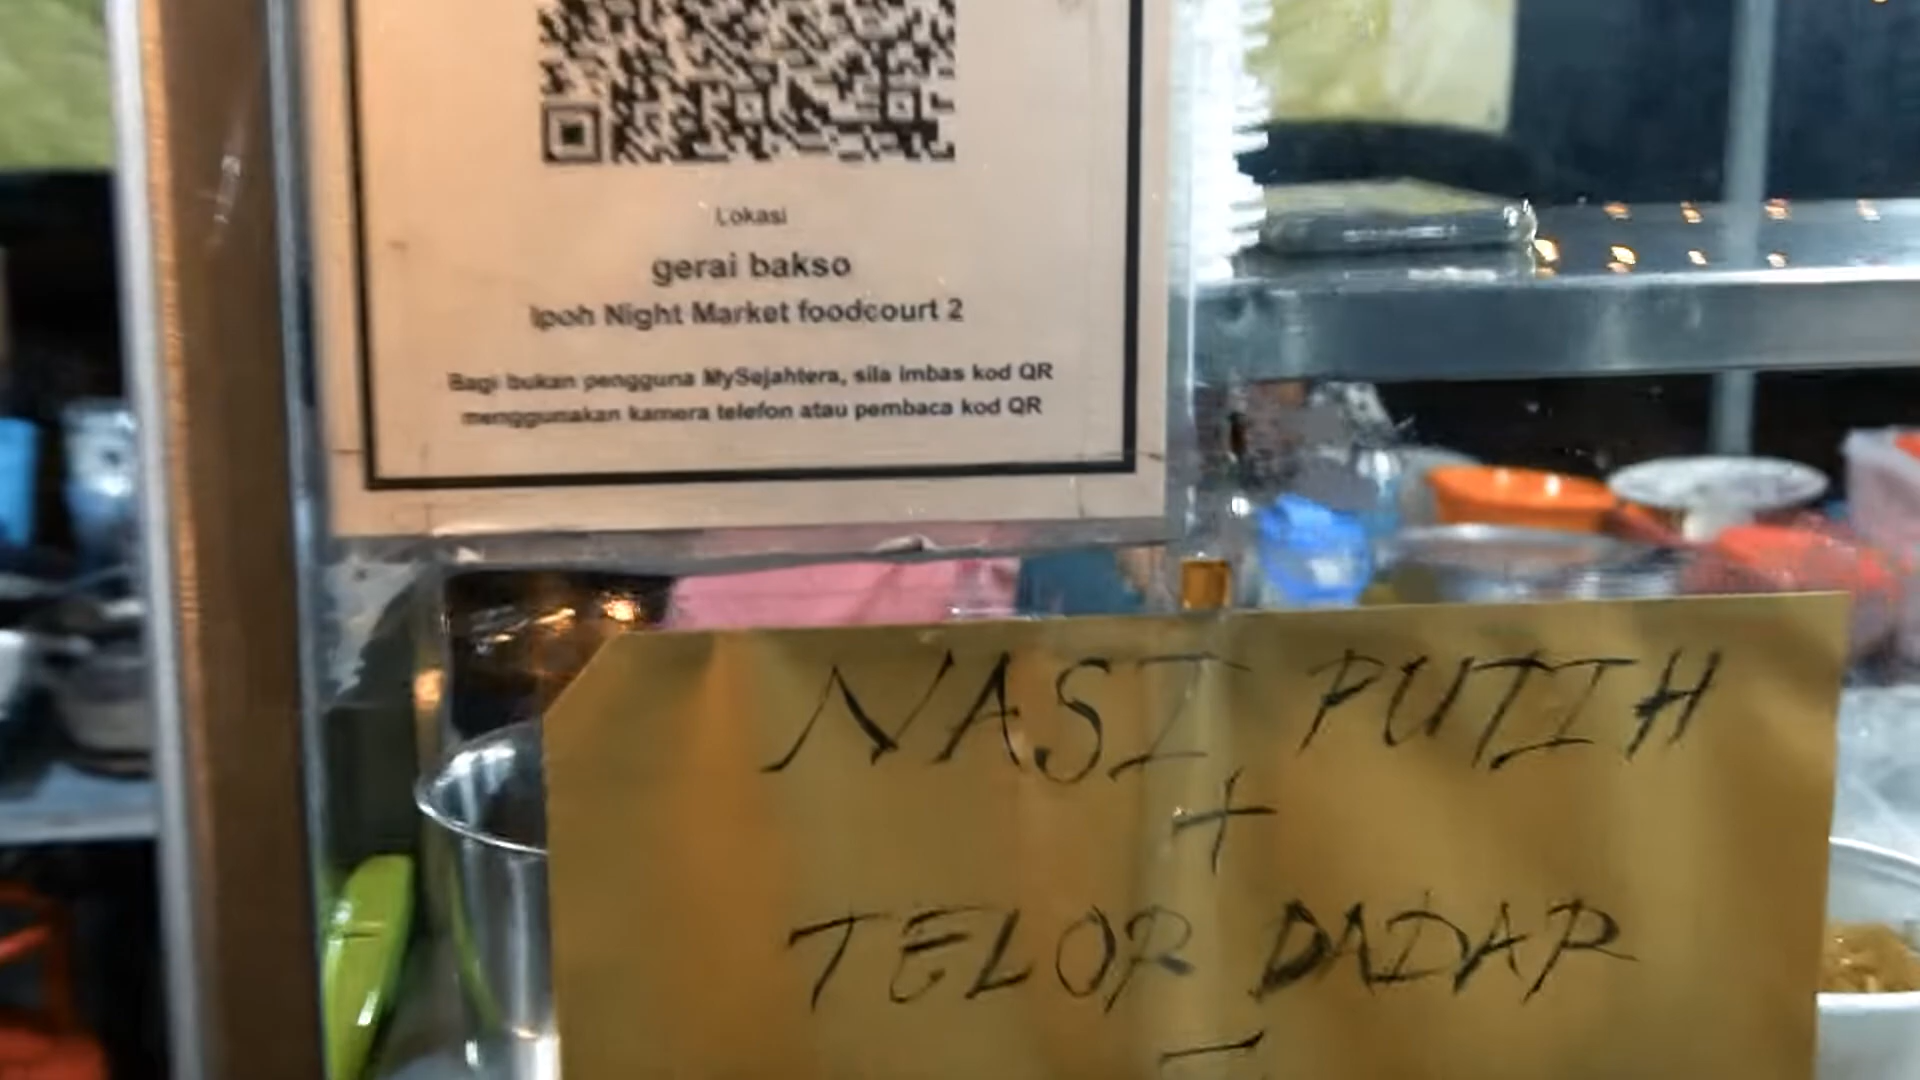 Lokasi
gerai bakso
Ipoh Night Market foodcourt 2
Bagi bukan pengguna MySejahtera, sila imbas kod QR
menggunakan kamera telefon atau pembaca kod QR
NASI PUTIH
+
TELOR DADAR